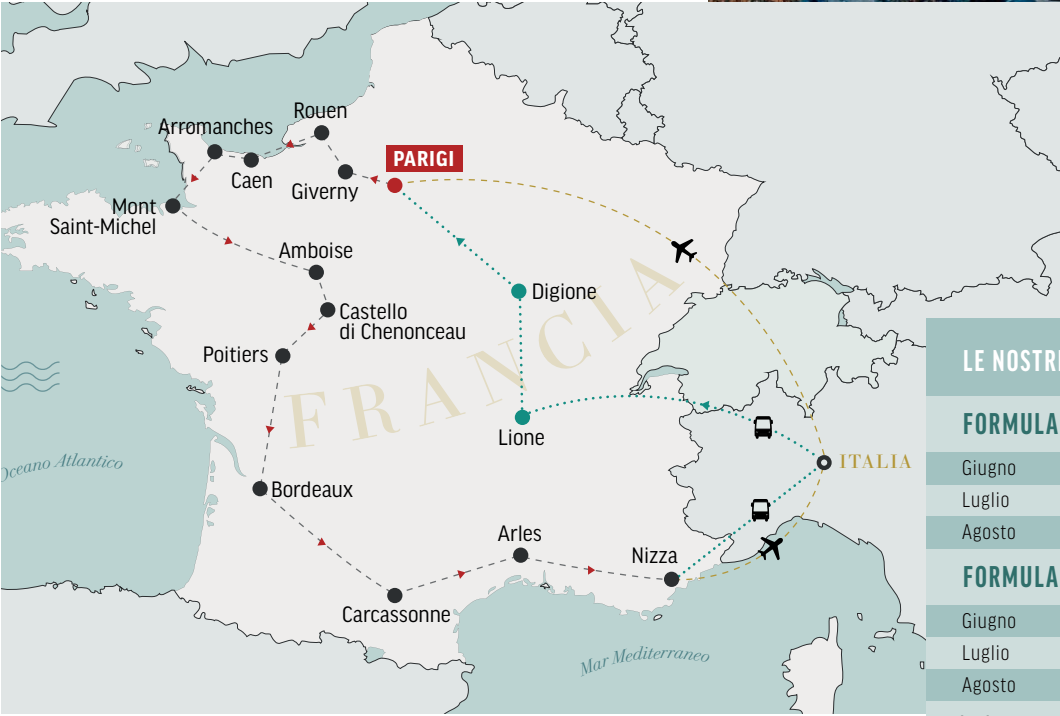 Rouen
Arromanches
PARIGI
Caen
Giverny
Mont
Saint-Michel
Amboise
Digione
Castello
di Chenonceau
Poitiers
FRANCIA
LE NOSTRE
FORMULA
Lione
ITALIA
Oceano Atlantico
Giugno
Bordeaux
Luglio
Agosto
Arles
Nizza
FORMULA
Carcassonne
Giugno
Mar Mediterraneo
Luglio
Agosto